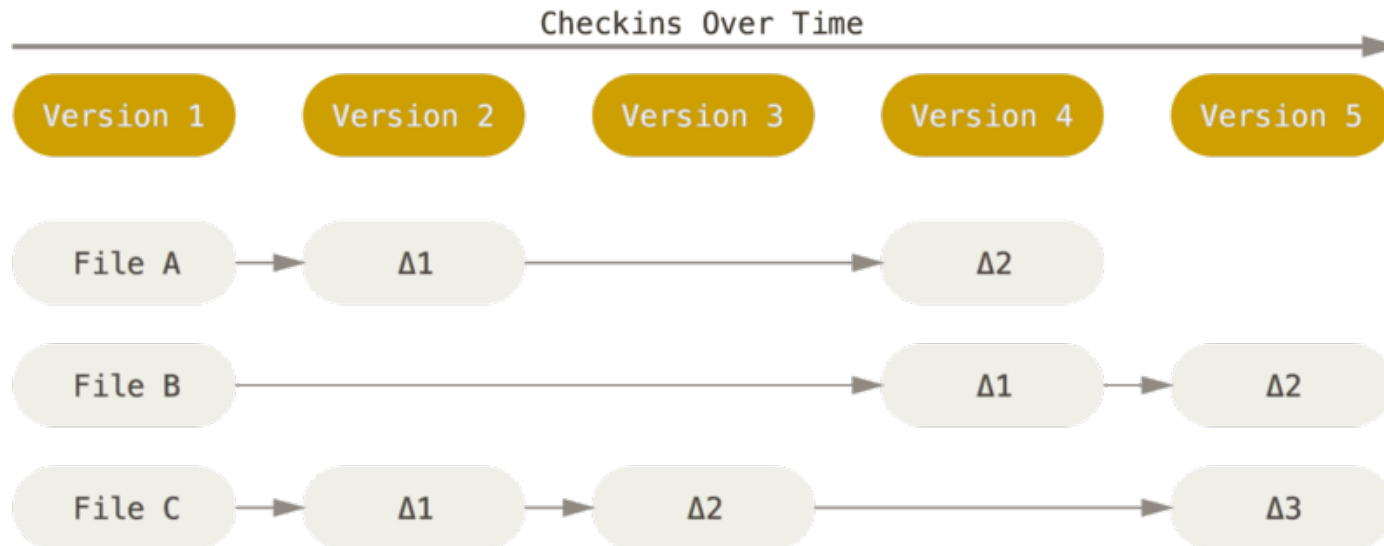 Checkins Over Time
Version 1 Version 2 Version 3 Version 4 Version 5
File A Δ1 Δ2
File B Δ1 Δ2
File C Δ1 Δ2 Δ3